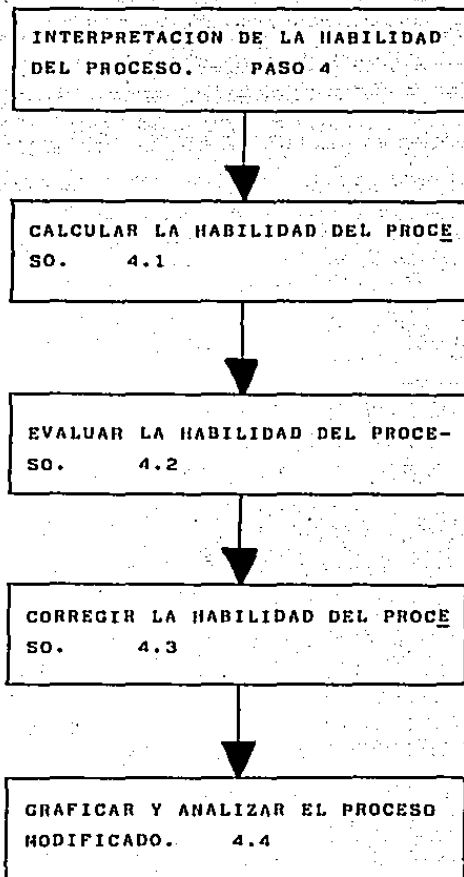 INTERPRETACION DE LA HABILIDAD
DEL PROCESO. PASO 4
CALCULAR LA HABILIDAD DEL PROCE
SO. 4.1
EVALUAR LA HABILIDAD DEL PROCE-
SO. 4.2
CORREGIR LA HABILIDAD DEL PROCE
SO. 4.3
GRAFICAR Y ANALIZAR EL PROCESO
MODIFICADO. 4.4